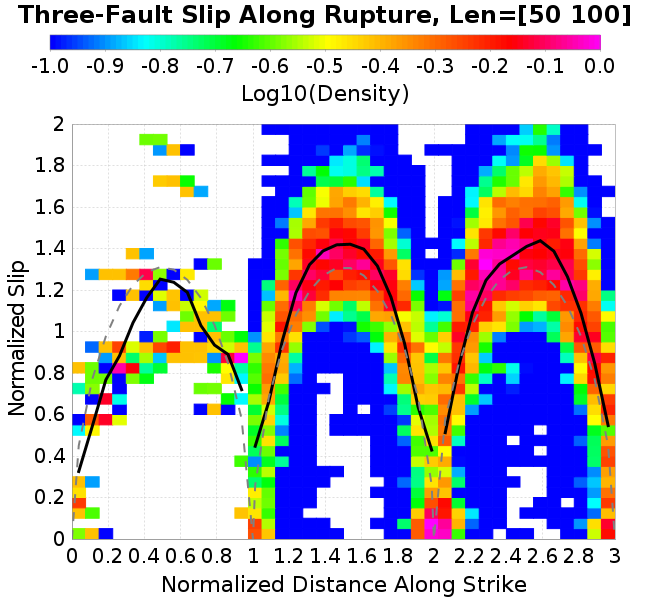 Three-Fault Slip Along Rupture, Len=[50 100]
-1.0 -0.9 -0.8 -0.7 -0.6 -0.5 -0.4 -0.3 -0.2 -0.1 0.0
Log10(Density)
2
1.8
1.6
1.4
1.2
1
0.8
0.6
0.4
0.2
0
Normalized Slip
0 0.2 0.4 0.6 0.8 1 1.2 1.4 1.6 1.8 2 2.2 2.4 2.6 2.8 3
Normalized Distance Along Strike